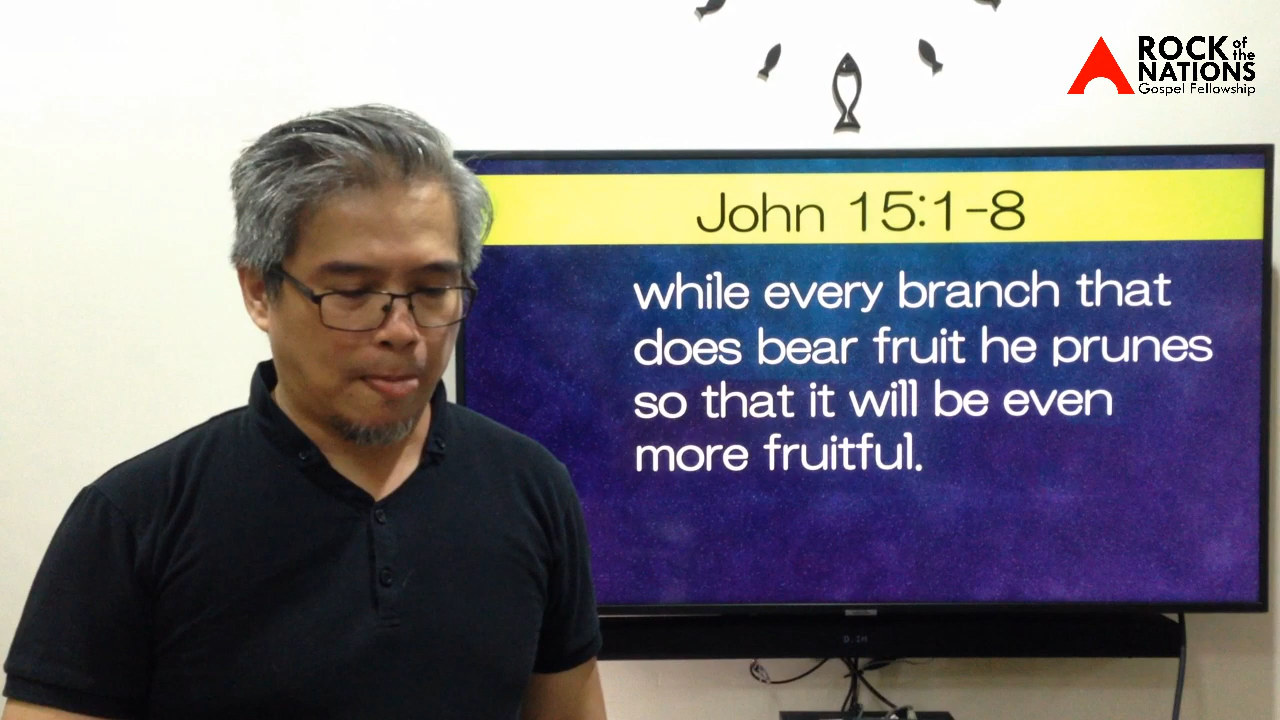 ROCK of the
NATIONS
Gospel Fellowship
John 15:1-8
while every branch that
does bear fruit he prunes
so that it will be even
more fruitful.